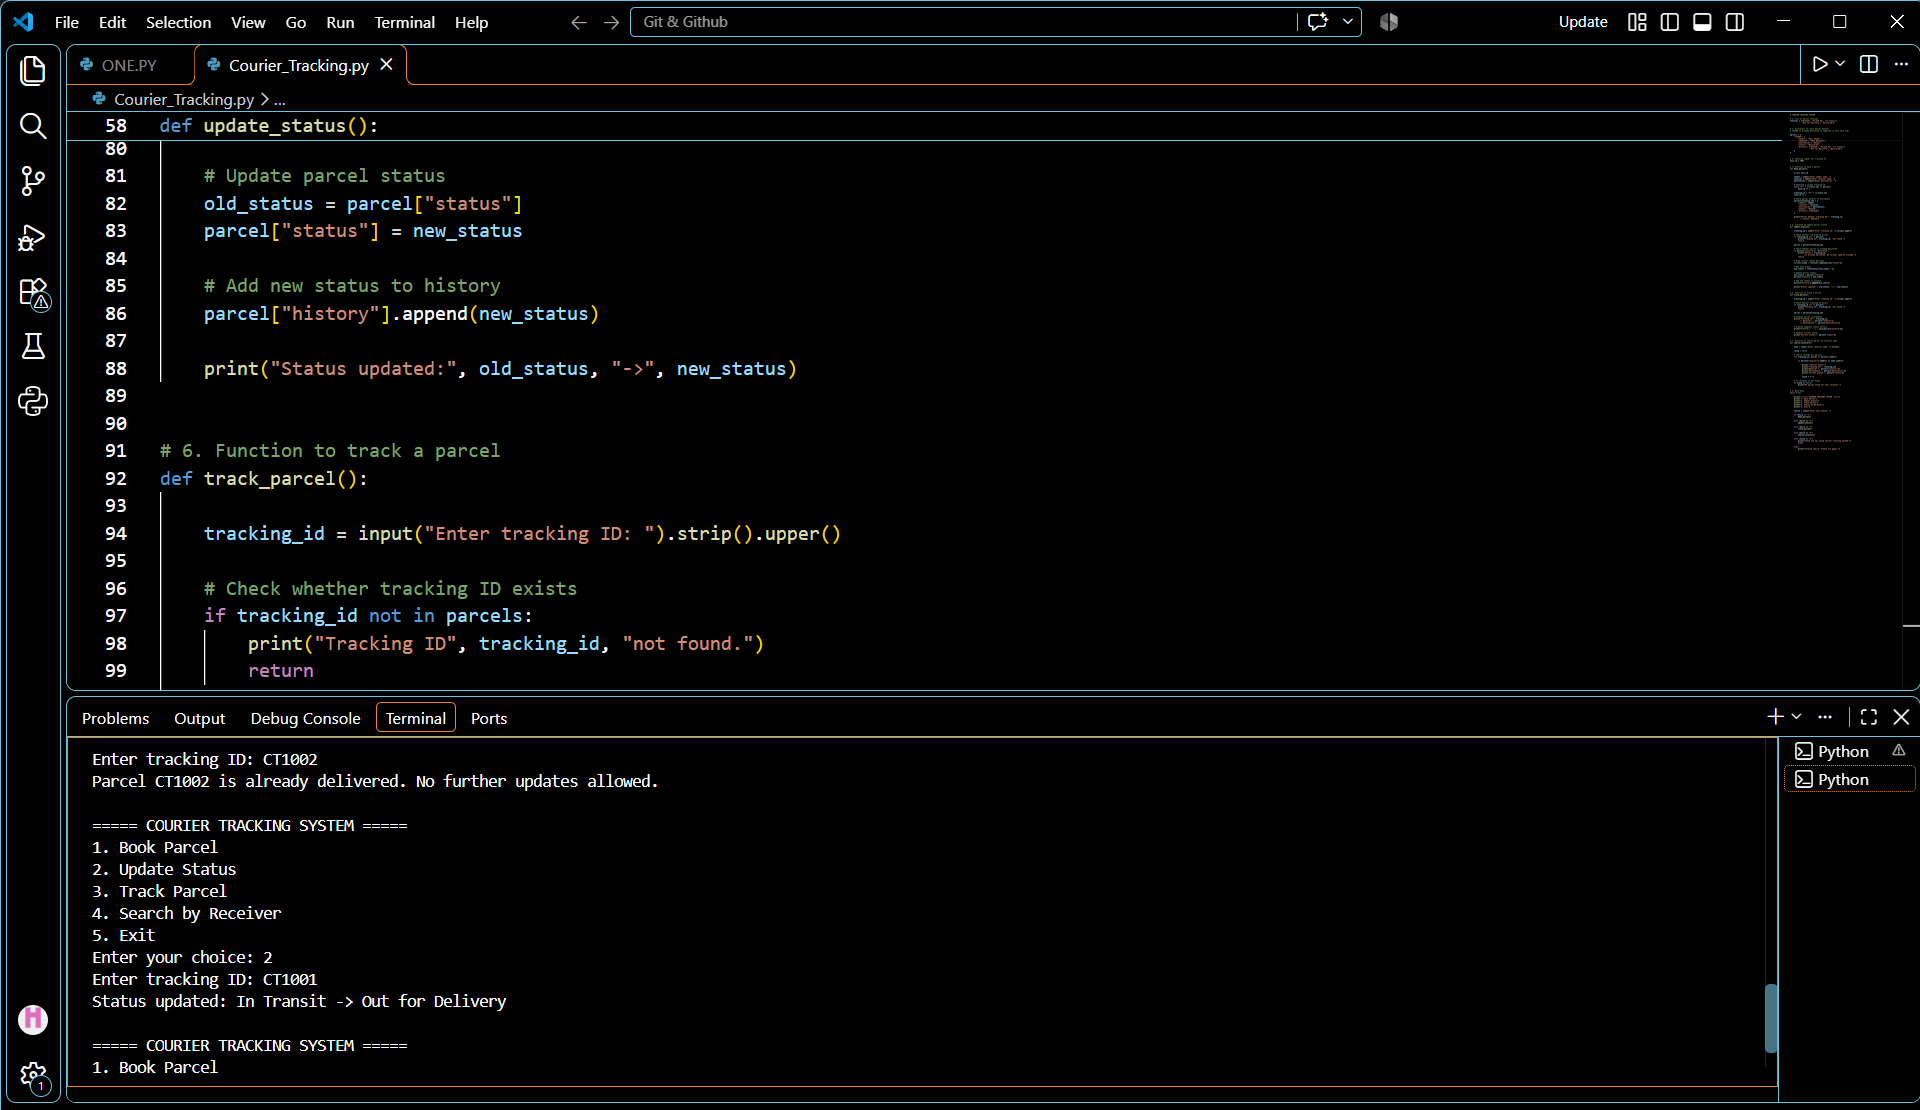 File Edit Selection View Go Run Terminal Help
Git & Github
Update
ONE.PY
Courier_Tracking.py
Courier_Tracking.py > ...
58 def update_status():
80
81 # Update parcel status
82 old_status = parcel["status"]
83 parcel["status"] = new_status
84
85 # Add new status to history
86 parcel["history"].append(new_status)
87
88 print("Status updated:", old_status, "->", new_status)
89
90
91 # 6. Function to track a parcel
92 def track_parcel():
93
94 tracking_id = input("Enter tracking ID: ").strip().upper()
95
96 # Check whether tracking ID exists
97 if tracking_id not in parcels:
98 print("Tracking ID", tracking_id, "not found.")
99 return
Problems Output Debug Console Terminal Ports
Enter tracking ID: CT1002
Parcel CT1002 is already delivered. No further updates allowed.
===== COURIER TRACKING SYSTEM =====
1. Book Parcel
2. Update Status
3. Track Parcel
4. Search by Receiver
5. Exit
Enter your choice: 2
Enter tracking ID: CT1001
Status updated: In Transit -> Out for Delivery
===== COURIER TRACKING SYSTEM =====
1. Book Parcel
Python
Python
H
1